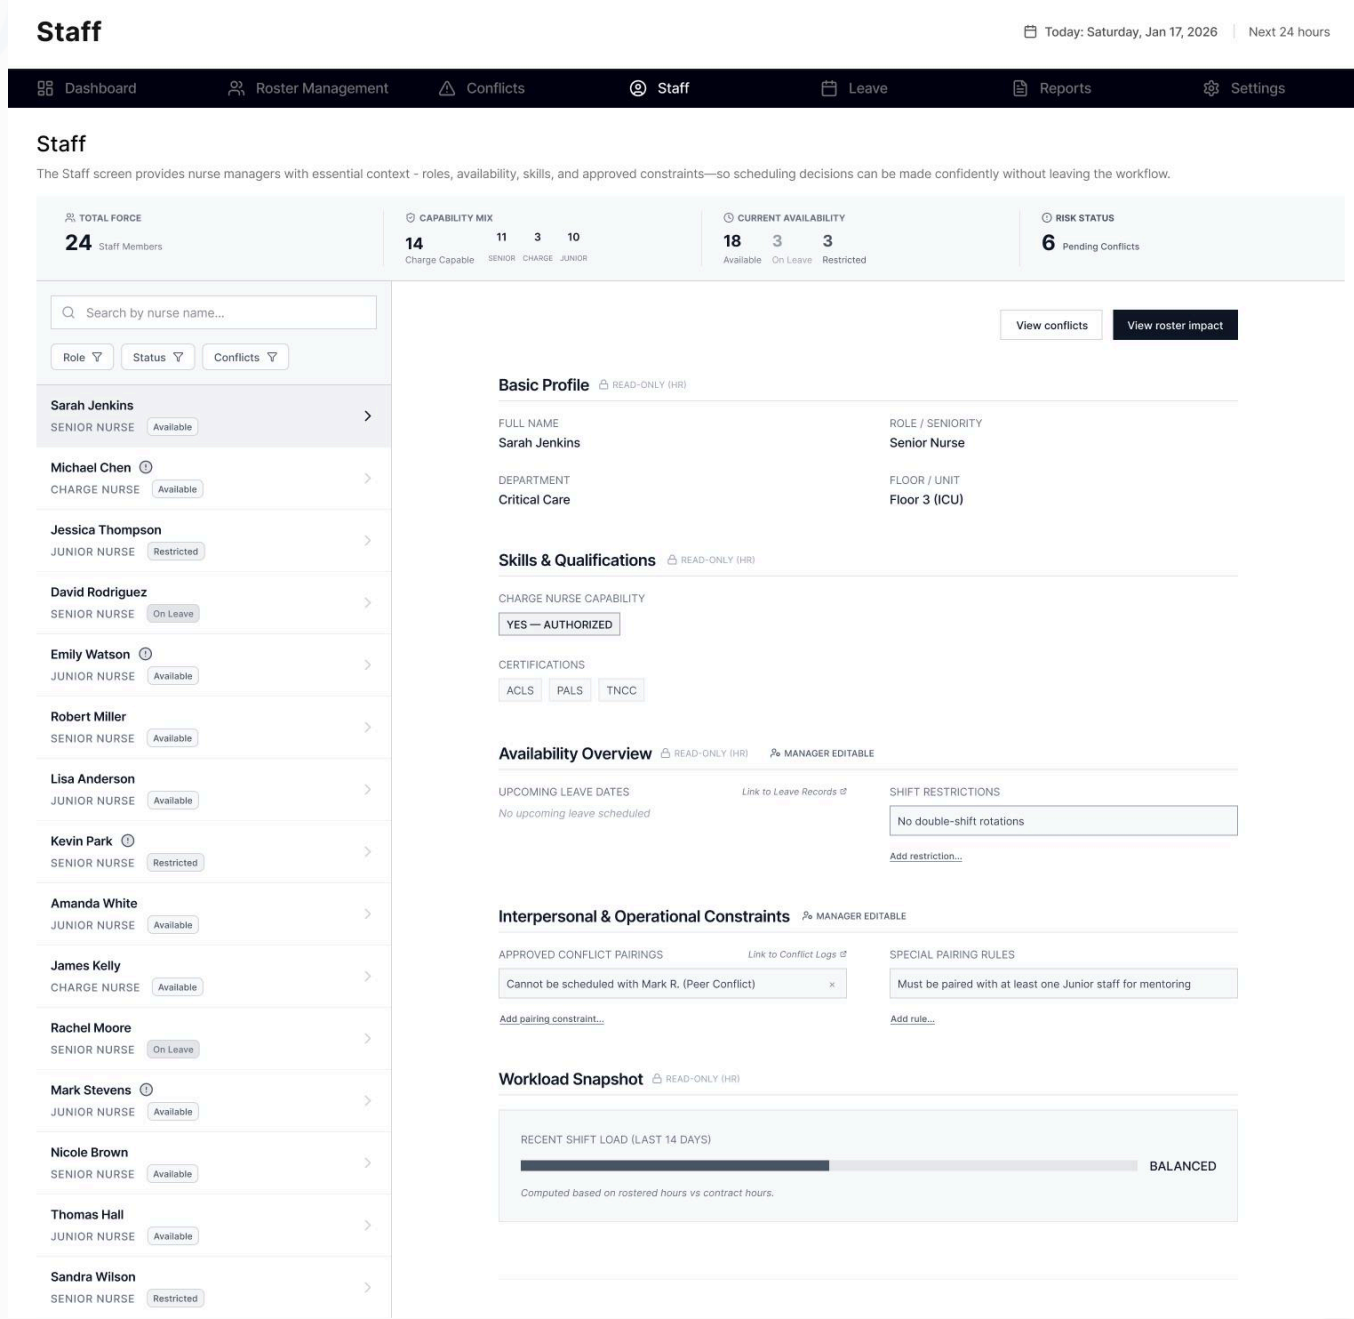 Staff
Today: Saturday, Jan 17, 2026 Next 24 hours
Dashboard Roster Management Conflicts Staff Leave Reports Settings
Staff
The Staff screen provides nurse managers with essential context - roles, availability, skills, and approved constraints—so scheduling decisions can be made confidently without leaving the workflow.
TOTAL FORCE
24 Staff Members
CAPABILITY MIX
14 11 3 10
Charge Capable SENIOR CHARGE JUNIOR
CURRENT AVAILABILITY
18 3 3
Available On Leave Restricted
RISK STATUS
6 Pending Conflicts
Search by nurse name...
Role Status Conflicts
Sarah Jenkins
SENIOR NURSE Available
Michael Chen
CHARGE NURSE Available
Jessica Thompson
JUNIOR NURSE Restricted
David Rodriguez
SENIOR NURSE On Leave
Emily Watson
JUNIOR NURSE Available
Robert Miller
SENIOR NURSE Available
Lisa Anderson
JUNIOR NURSE Available
Kevin Park
SENIOR NURSE Restricted
Amanda White
JUNIOR NURSE Available
James Kelly
CHARGE NURSE Available
Rachel Moore
SENIOR NURSE On Leave
Mark Stevens
JUNIOR NURSE Available
Nicole Brown
SENIOR NURSE Available
Thomas Hall
JUNIOR NURSE Available
Sandra Wilson
SENIOR NURSE Restricted
View conflicts View roster impact
Basic Profile READ-ONLY (HR)
FULL NAME ROLE / SENIORITY
Sarah Jenkins Senior Nurse
DEPARTMENT FLOOR / UNIT
Critical Care Floor 3 (ICU)
Skills & Qualifications READ-ONLY (HR)
CHARGE NURSE CAPABILITY
YES — AUTHORIZED
CERTIFICATIONS
ACLS PALS TNCC
Availability Overview READ-ONLY (HR) MANAGER EDITABLE
UPCOMING LEAVE DATES Link to Leave Records SHIFT RESTRICTIONS
No upcoming leave scheduled
No double-shift rotations
Add restriction...
Interpersonal & Operational Constraints MANAGER EDITABLE
APPROVED CONFLICT PAIRINGS Link to Conflict Logs SPECIAL PAIRING RULES
Cannot be scheduled with Mark R. (Peer Conflict) × Must be paired with at least one Junior staff for mentoring
Add pairing constraint... Add rule...
Workload Snapshot READ-ONLY (HR)
RECENT SHIFT LOAD (LAST 14 DAYS)
BALANCED
Computed based on rostered hours vs contract hours.